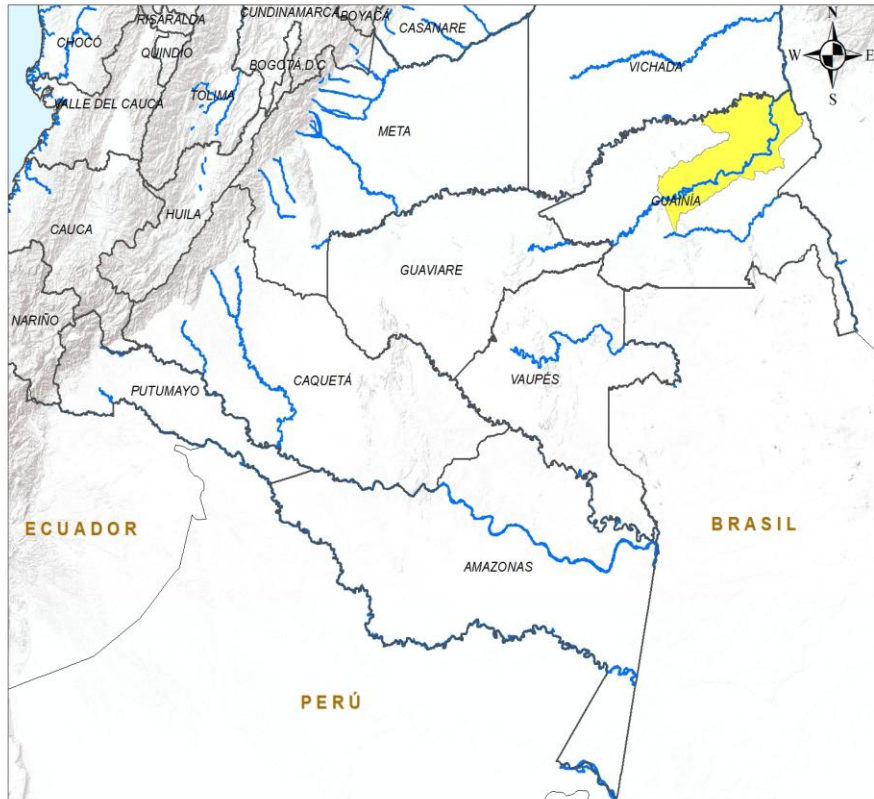 CUNDINAMARCA
BOYACÁ
RISARALDA
N
CASANARE
CHOCÓ
QUINDÍO
W
E
BOGOTÁ,D.C
VICHADA
TOLIMA
S
VALLE DEL CAUCA
META
GUAINÍA
HUILA
CAUCA
GUAVIARE
NARIÑO
CAQUETÁ
VAUPÉS
PUTUMAYO
ECUADOR
BRASIL
AMAZONAS
PERÚ